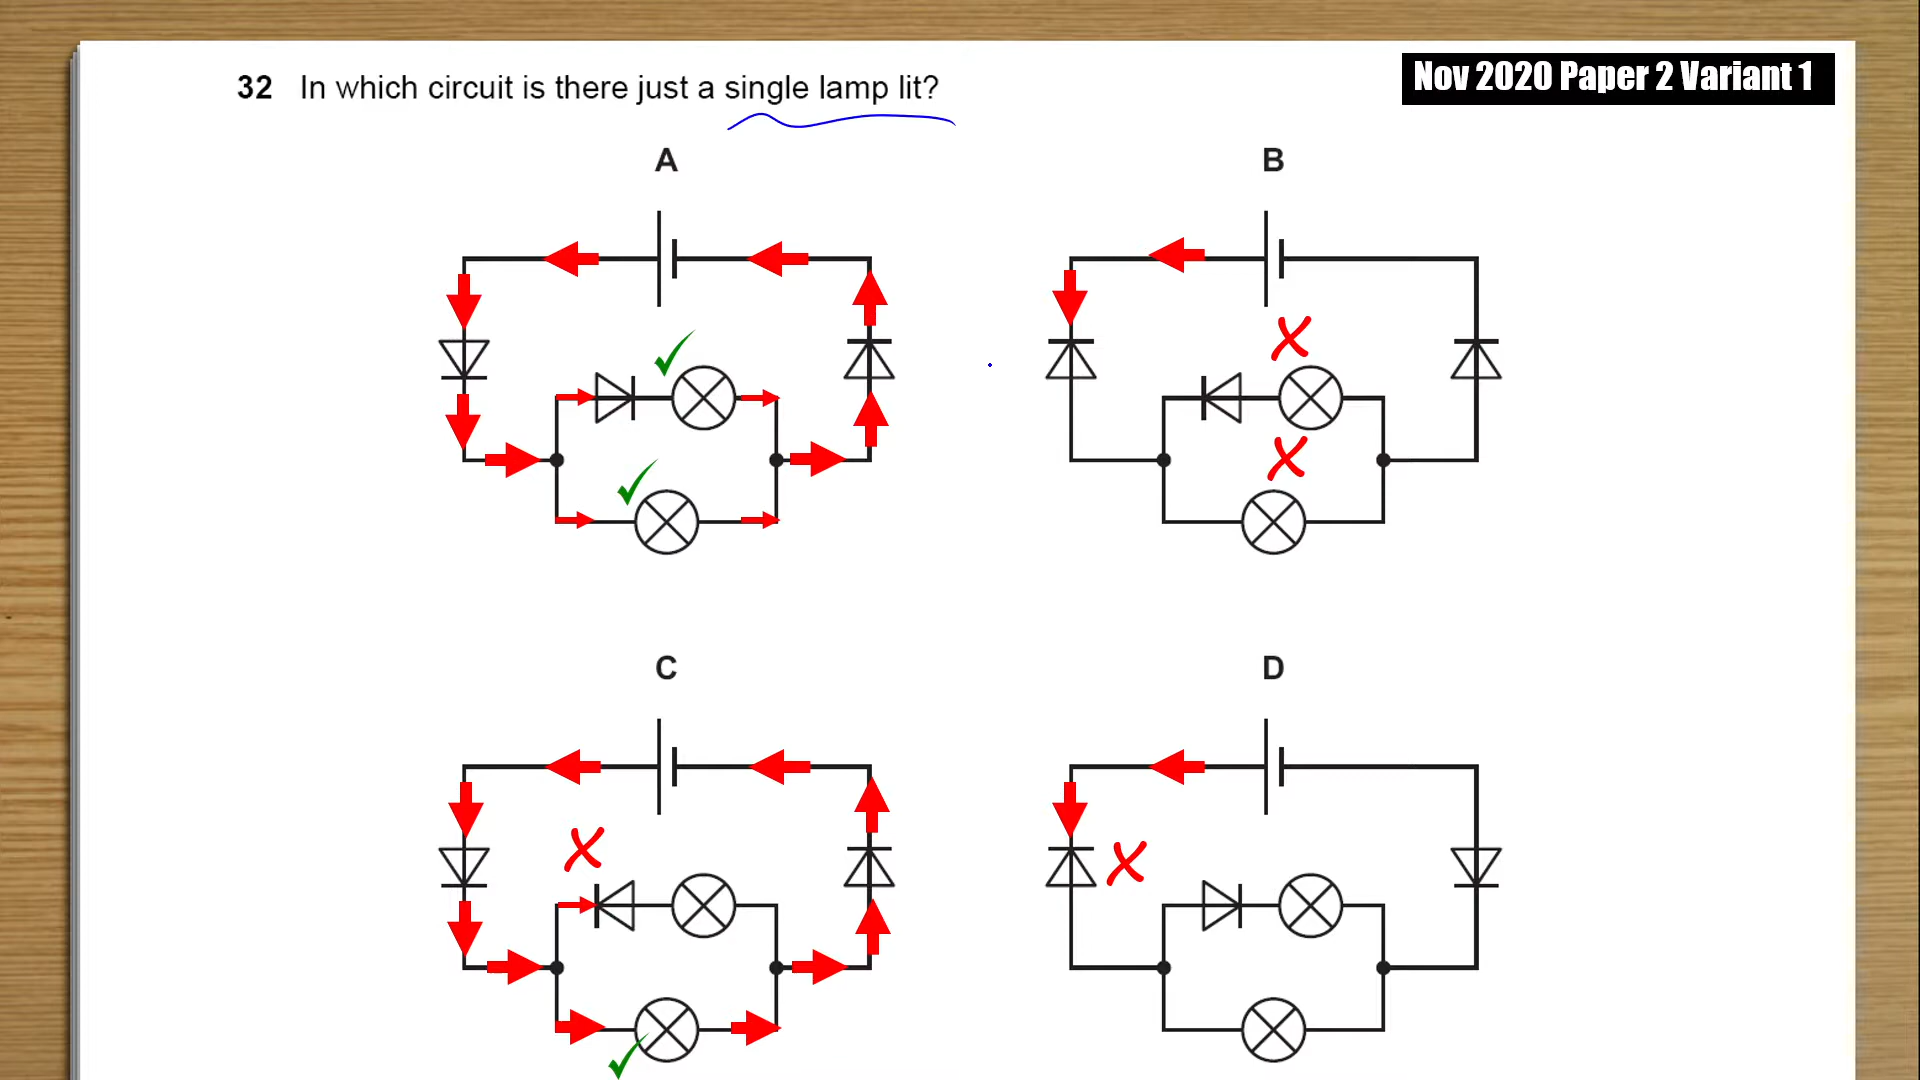 32 In which circuit is there just a single lamp lit?
Nov 2020 Paper 2 Variant 1
A
B
C
D